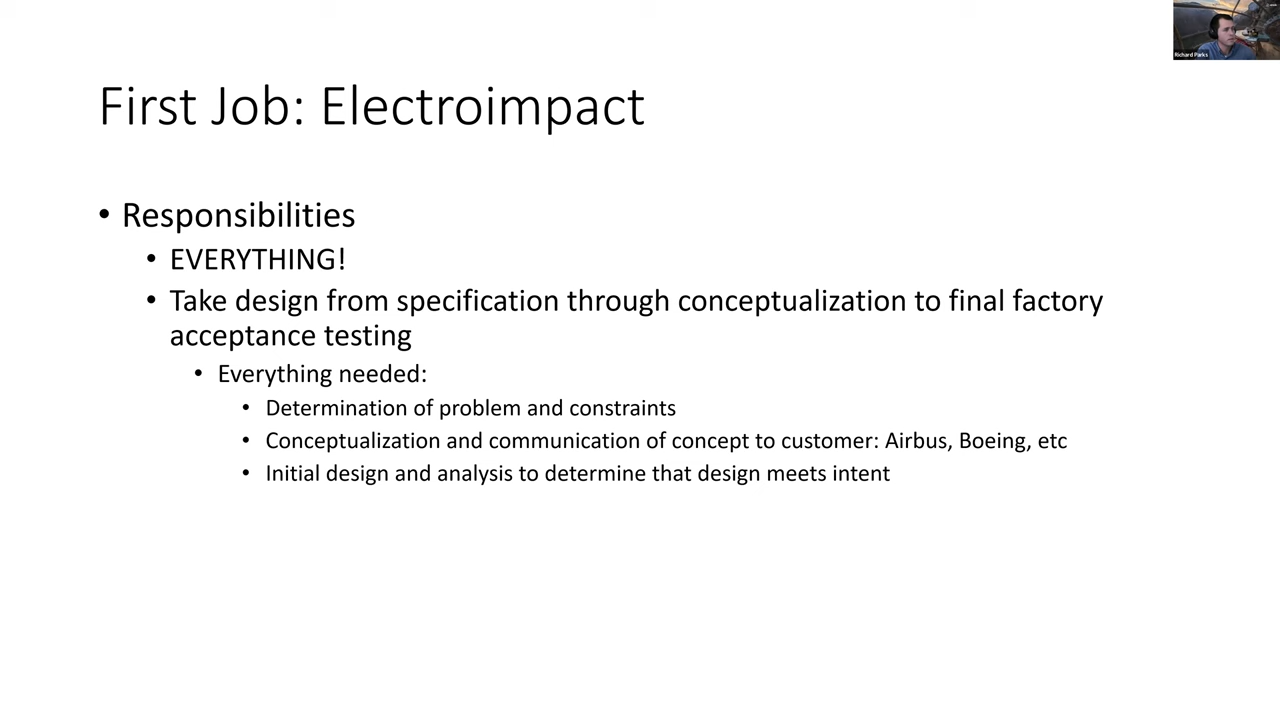 Richard Parks
First Job: Electroimpact
• Responsibilities
• EVERYTHING!
• Take design from specification through conceptualization to final factory
acceptance testing
• Everything needed:
• Determination of problem and constraints
• Conceptualization and communication of concept to customer: Airbus, Boeing, etc
• Initial design and analysis to determine that design meets intent